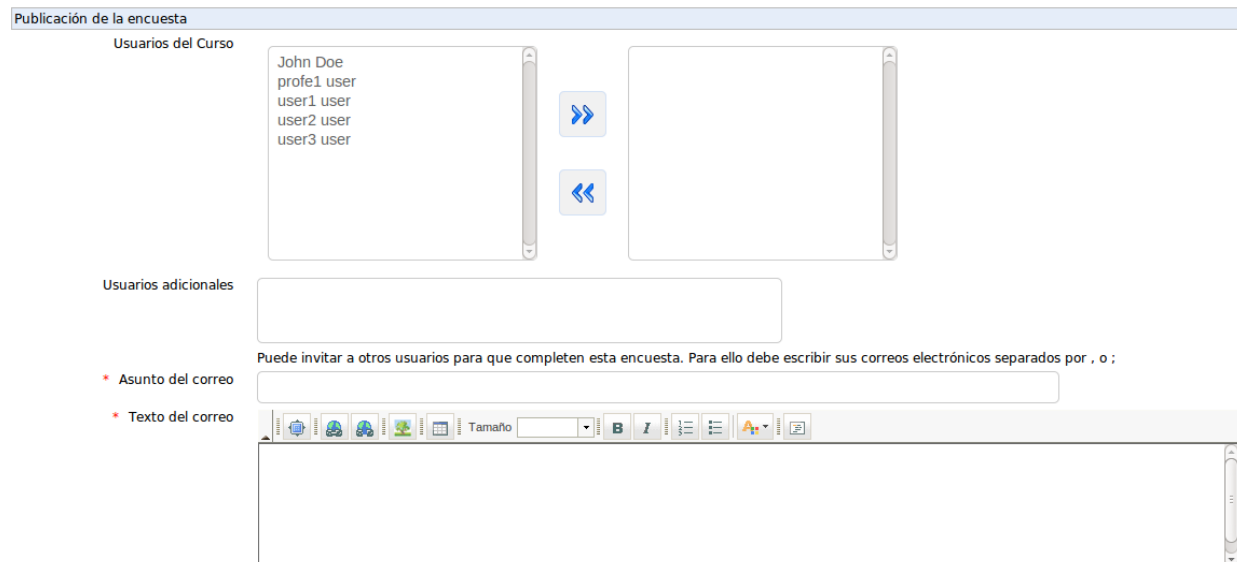 Publicación de la encuesta
Usuarios del Curso
John Doe
profe1 user
user1 user
user2 user
user3 user
Usuarios adicionales
Puede invitar a otros usuarios para que completen esta encuesta. Para ello debe escribir sus correos electrónicos separados por , o ;
* Asunto del correo
* Texto del correo
Tamaño
B I